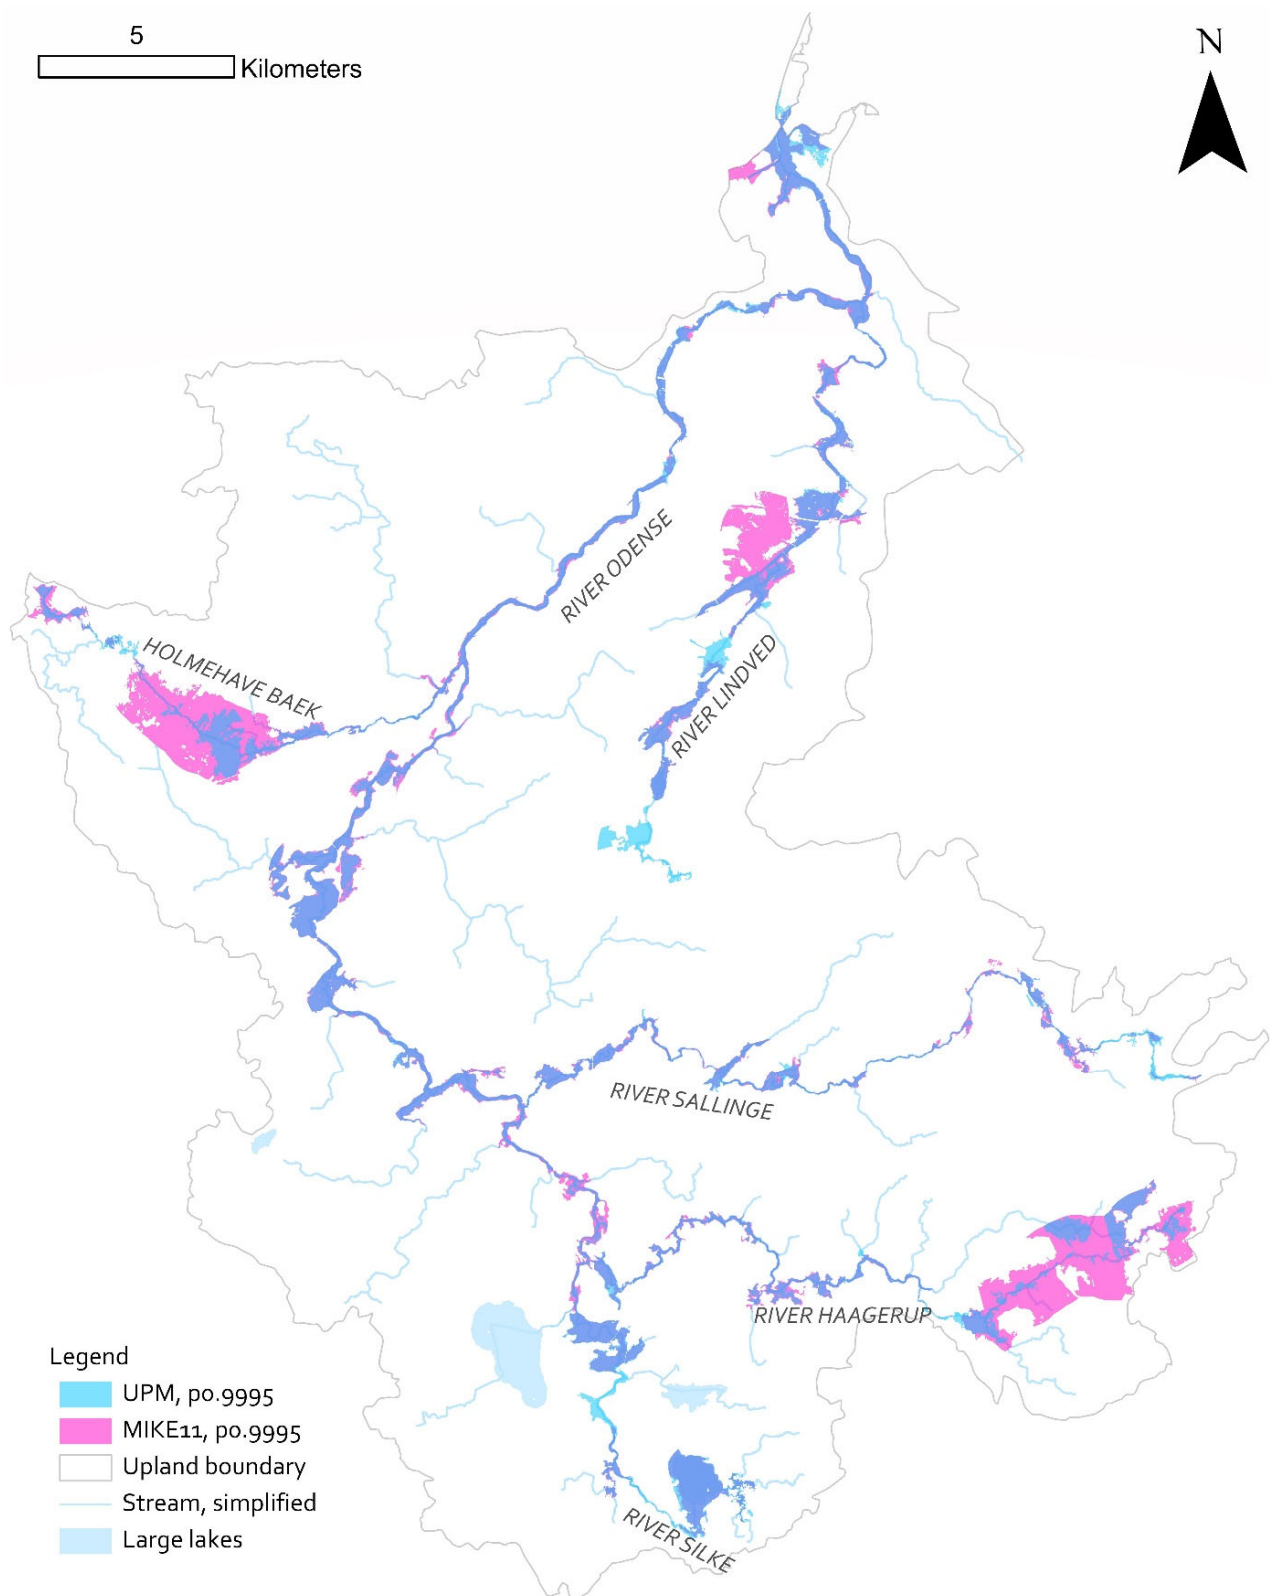 5
Kilometers
N
RIVER ODENSE
HOLMEHAVE BAEK
RIVER LINDVED
RIVER SALLINGE
RIVER HAAGERUP
RIVER SILKE
Legend
UPM, po.9995
MIKE11, po.9995
Upland boundary
Stream, simplified
Large lakes